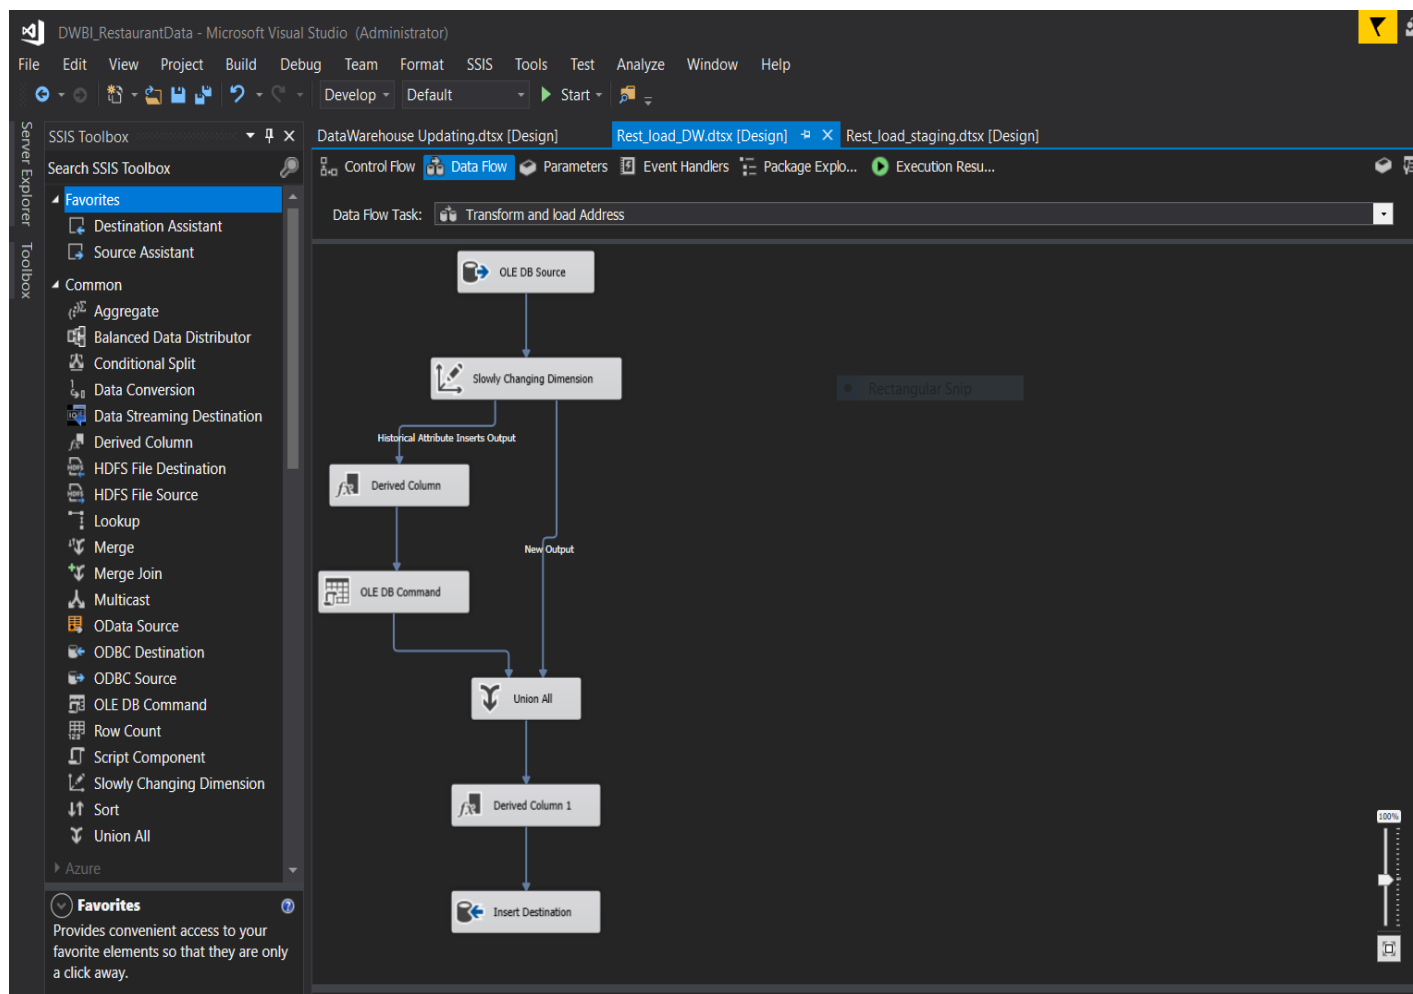 DWBI_RestaurantData - Microsoft Visual Studio (Administrator)
File Edit View Project Build Debug Team Format SSIS Tools Test Analyze Window Help
Develop Default Start
Server Explorer
Toolbox
SSIS Toolbox
Search SSIS Toolbox
Favorites
Destination Assistant
Source Assistant
Common
Aggregate
Balanced Data Distributor
Conditional Split
Data Conversion
Data Streaming Destination
Derived Column
HDFS File Destination
HDFS File Source
Lookup
Merge
Merge Join
Multicast
OData Source
ODBC Destination
ODBC Source
OLE DB Command
Row Count
Script Component
Slowly Changing Dimension
Sort
Union All
Azure
Favorites
Provides convenient access to your
favorite elements so that they are only
a click away.
DataWarehouse Updating.dtsx [Design] Rest_load_DW.dtsx [Design] Rest_load_staging.dtsx [Design]
Control Flow Data Flow Parameters Event Handlers Package Explo... Execution Resu...
Data Flow Task: Transform and load Address
OLE DB Source
Slowly Changing Dimension
Rectangular Snip
Historical Attribute Inserts Output
Derived Column
New Output
OLE DB Command
Union All
Derived Column 1
Insert Destination
100%